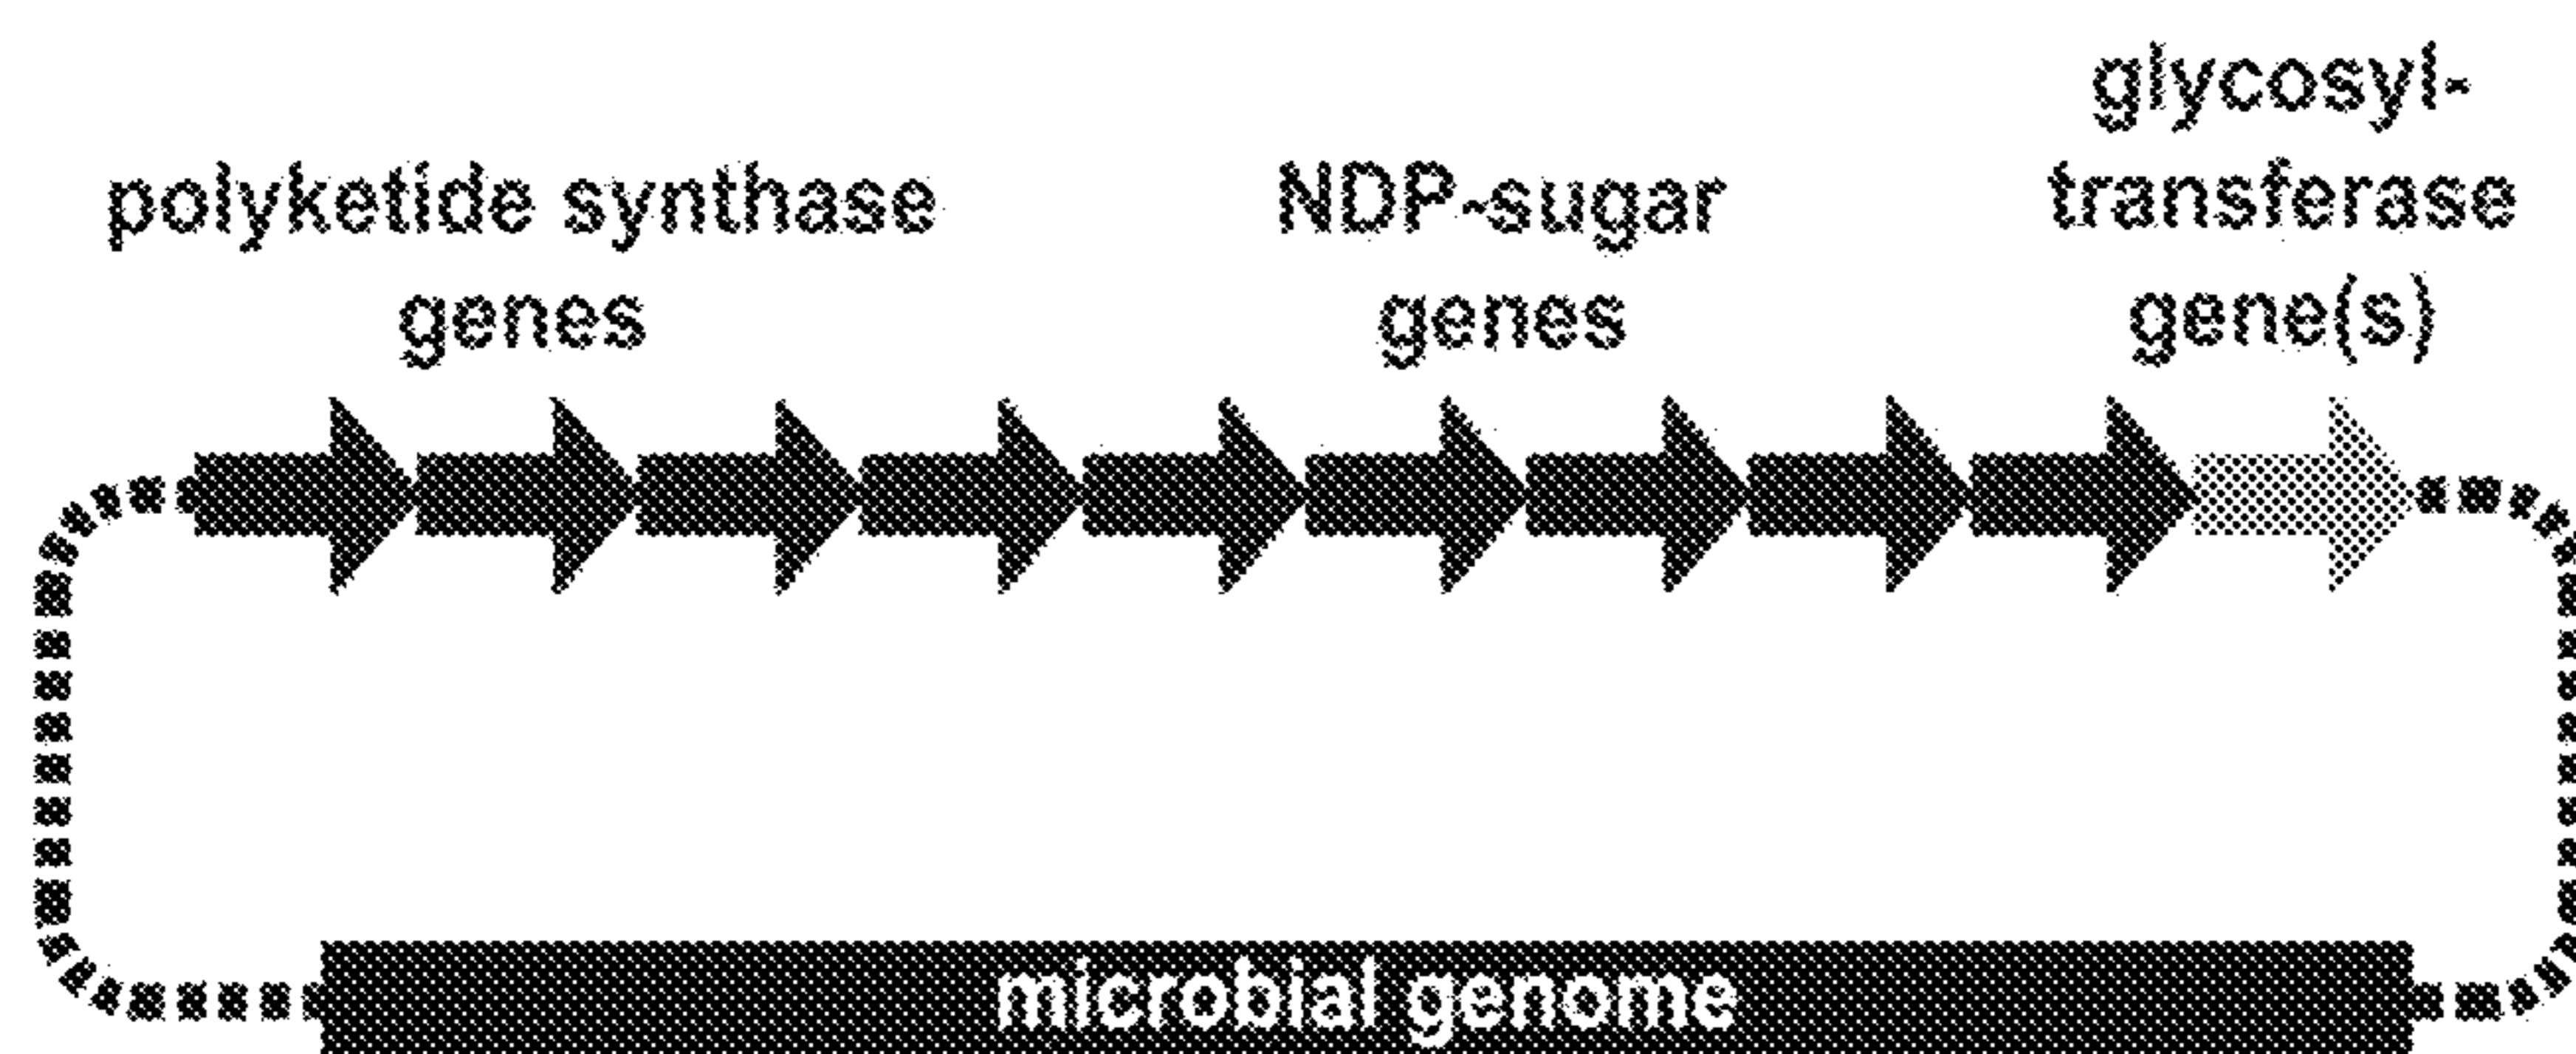 polyketide synthase
genes
NDP-sugar
genes
glycosyl-
transferase
gene(s)
microbial genome